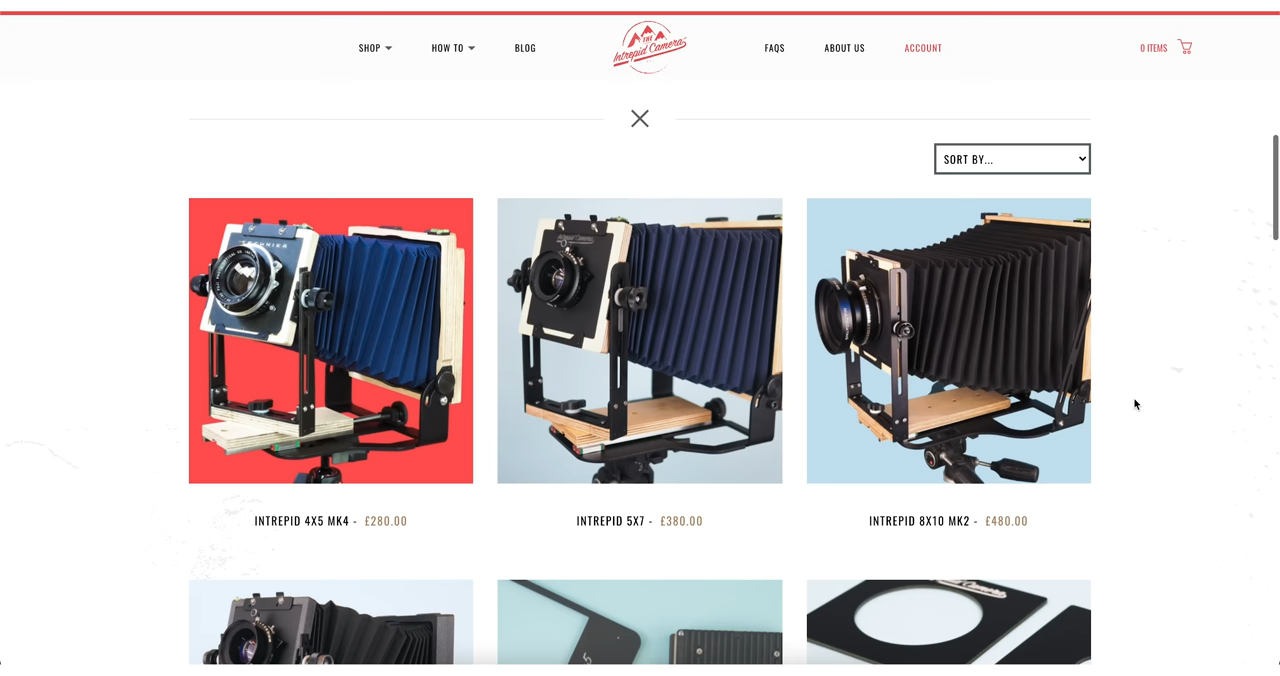 SHOP
HOW TO
BLOG
THE
Intrepid Camera
FAQS
ABOUT US
ACCOUNT
0 ITEMS
SORT BY...
TECHNIKA
INTREPID 4X5 MK4 - £280.00
INTREPID 5X7 - £380.00
INTREPID 8X10 MK2 - £480.00